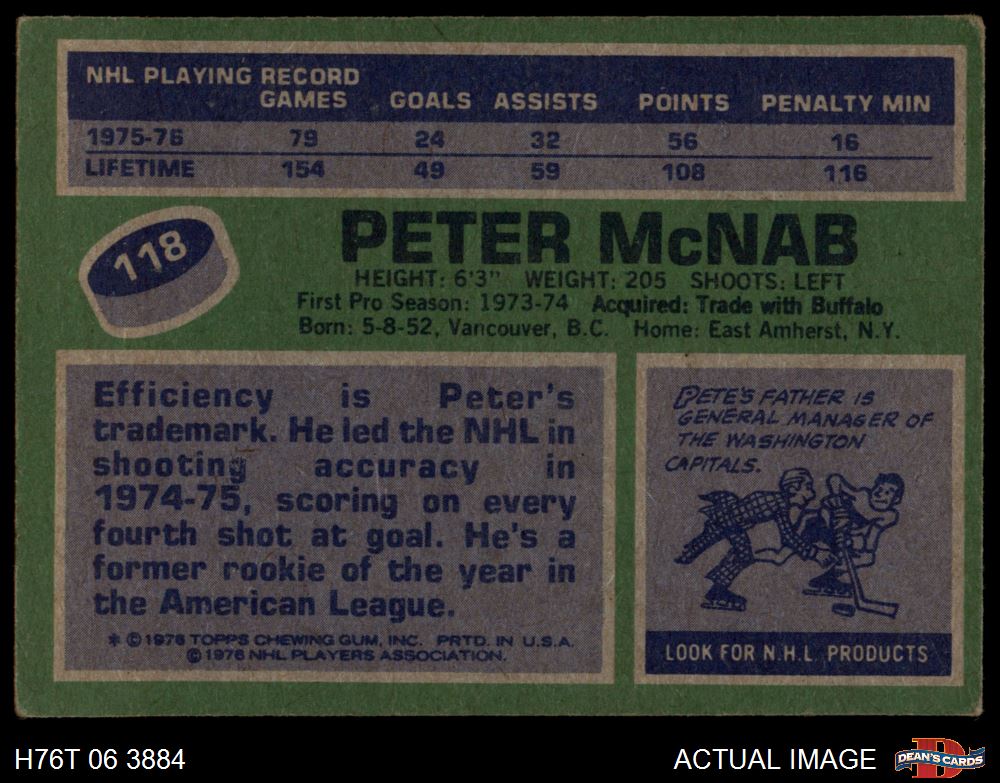 NHL PLAYING RECORD
GAMES GOALS ASSISTS POINTS PENALTY MIN
1975-76 79 24 32 56 16
LIFETIME 154 49 59 108 116
118
PETER McNAB
HEIGHT: 6'3" WEIGHT: 205 SHOOTS: LEFT
First Pro Season: 1973-74 Acquired: Trade with Buffalo
Born: 5-8-52, Vancouver, B.C. Home: East Amherst, N.Y.
Efficiency is Peter's
trademark. He led the NHL in
shooting accuracy in
1974-75, scoring on every
fourth shot at goal. He's a
former rookie of the year in
the American League.
* © 1976 TOPPS CHEWING GUM, INC. PRTD. IN U.S.A.
© 1976 NHL PLAYERS ASSOCIATION.
PETE'S FATHER IS
GENERAL MANAGER OF
THE WASHINGTON
CAPITALS.
LOOK FOR N.H.L. PRODUCTS
H76T 06 3884
ACTUAL IMAGE
D
DEAN'S CARDS